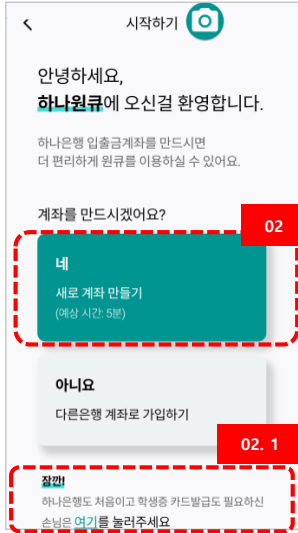 시작하기
안녕하세요,
하나원큐에 오신걸 환영합니다.
하나은행 입출금계좌를 만드시면
더 편리하게 원큐를 이용하실 수 있어요.
계좌를 만드시겠어요?
02
네
새로 계좌 만들기
(예상 시간: 5분)
아니요
다른은행 계좌로 가입하기
02. 1
잠깐!
하나은행도 처음이고 학생증 카드발급도 필요하신
손님은 여기를 눌러주세요